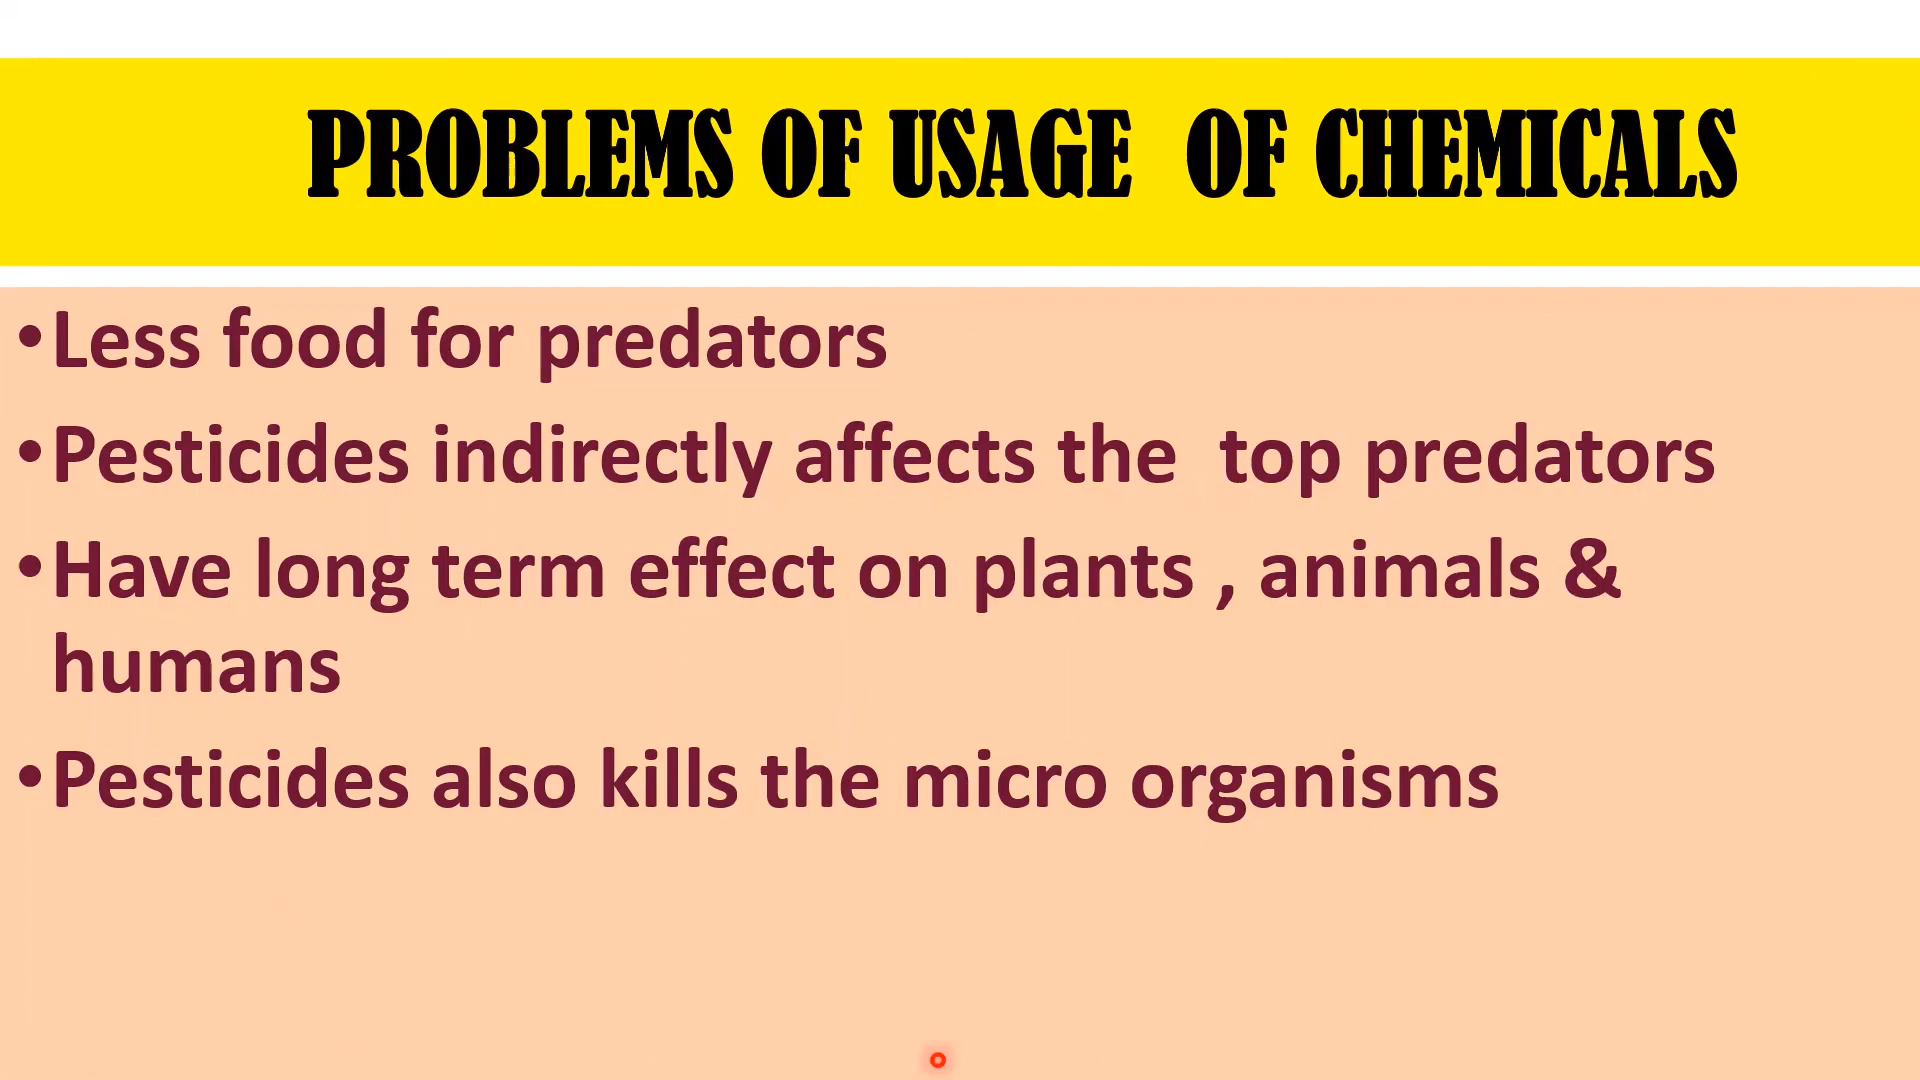 PROBLEMS OF USAGE  OF CHEMICALS
•Less food for predators
•Pesticides indirectly affects the  top predators
•Have long term effect on plants , animals &
humans
•Pesticides also kills the micro organisms